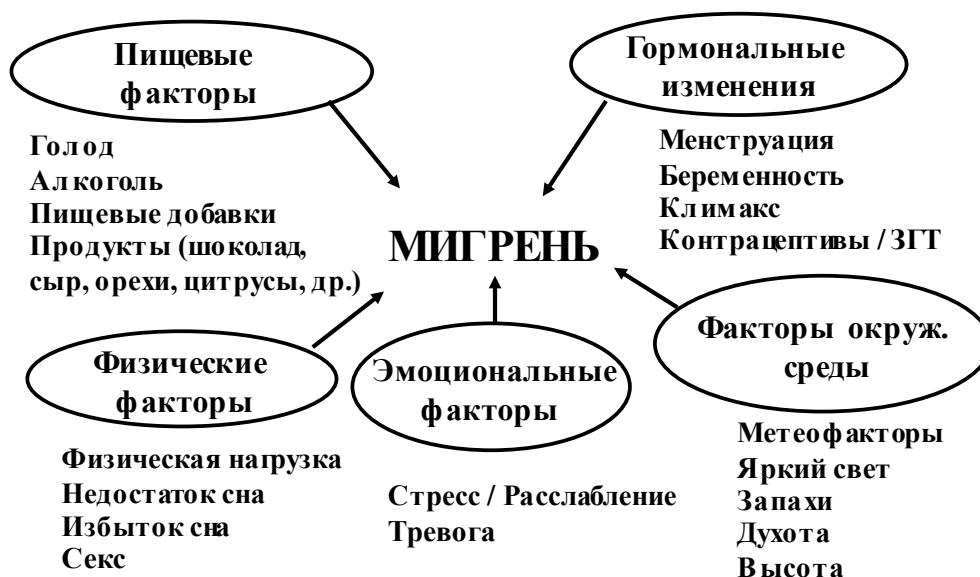 Пищевые
факторы
Голод
Алкоголь
Пищевые добавки
Продукты (шоколад,
сыр, орехи, цитрусы, др.)
Гормональные
изменения
Менструация
Беременность
Климакс
Контрацептивы / ЗГТ
МИГРЕНЬ
Физические
факторы
Физическая нагрузка
Недостаток сна
Избыток сна
Секс
Эмоциональные
факторы
Стресс / Расслабление
Тревога
Факторы окруж.
среды
Метеофакторы
Яркий свет
Запахи
Духота
Высота